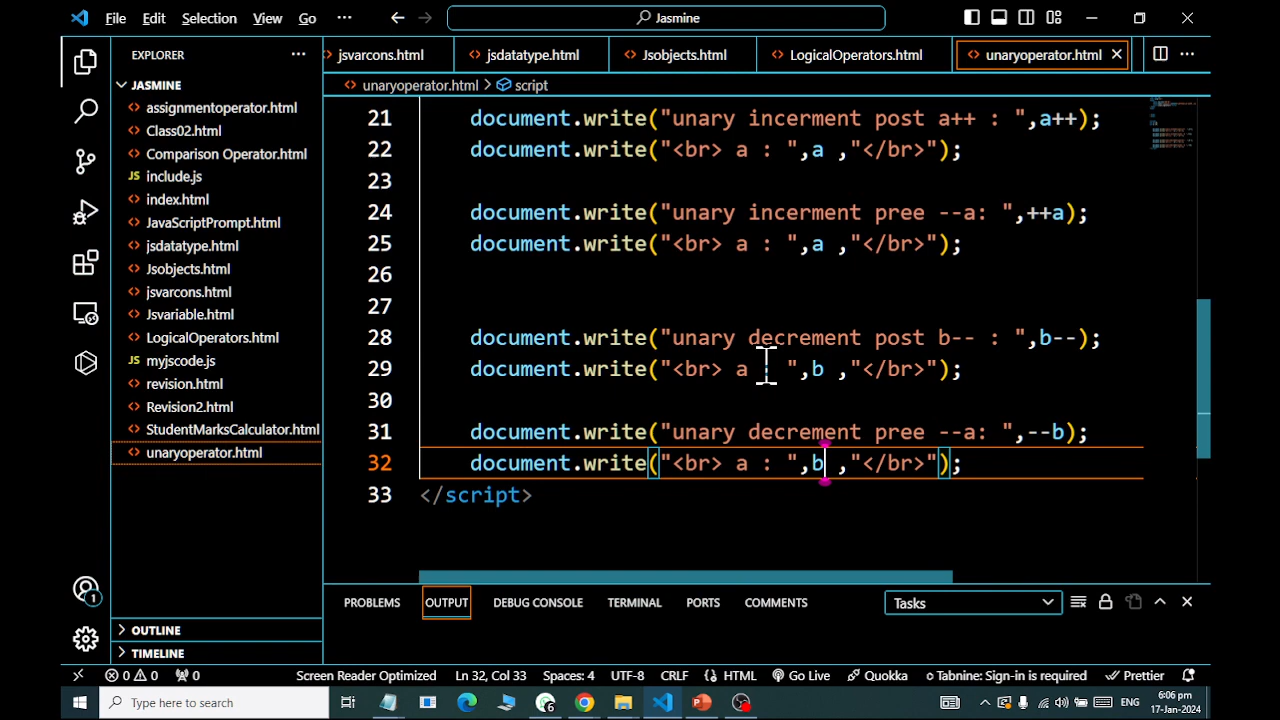 File Edit Selection View Go ··· Jasmine
EXPLORER ···
jsvarcons.html jsdatatype.html Jsobjects.html LogicalOperators.html unaryoperator.html
JASMINE
unaryoperator.html > script
assignmentoperator.html
Class02.html
Comparison Operator.html
include.js
index.html
JavaScriptPrompt.html
jsdatatype.html
Jsobjects.html
jsvarcons.html
Jsvariable.html
LogicalOperators.html
myjscode.js
revision.html
Revision2.html
StudentMarksCalculator.html
unaryoperator.html
21 document.write("unary incerment post a++ : ",a++);
22 document.write("<br> a : ",a ,"</br>");
23
24 document.write("unary incerment pree --a: ",++a);
25 document.write("<br> a : ",a ,"</br>");
26
27
28 document.write("unary decrement post b-- : ",b--);
29 document.write("<br> a : ",b ,"</br>");
30
31 document.write("unary decrement pree --a: ",--b);
32 document.write("<br> a : ",b ,"</br>");
33 </script>
PROBLEMS OUTPUT DEBUG CONSOLE TERMINAL PORTS COMMENTS Tasks
OUTLINE
TIMELINE
1
0 0 0 Screen Reader Optimized Ln 32, Col 33 Spaces: 4 UTF-8 CRLF HTML Go Live Quokka Tabnine: Sign-in is required Prettier
Type here to search
6
ENG
6:06 pm
17-Jan-2024